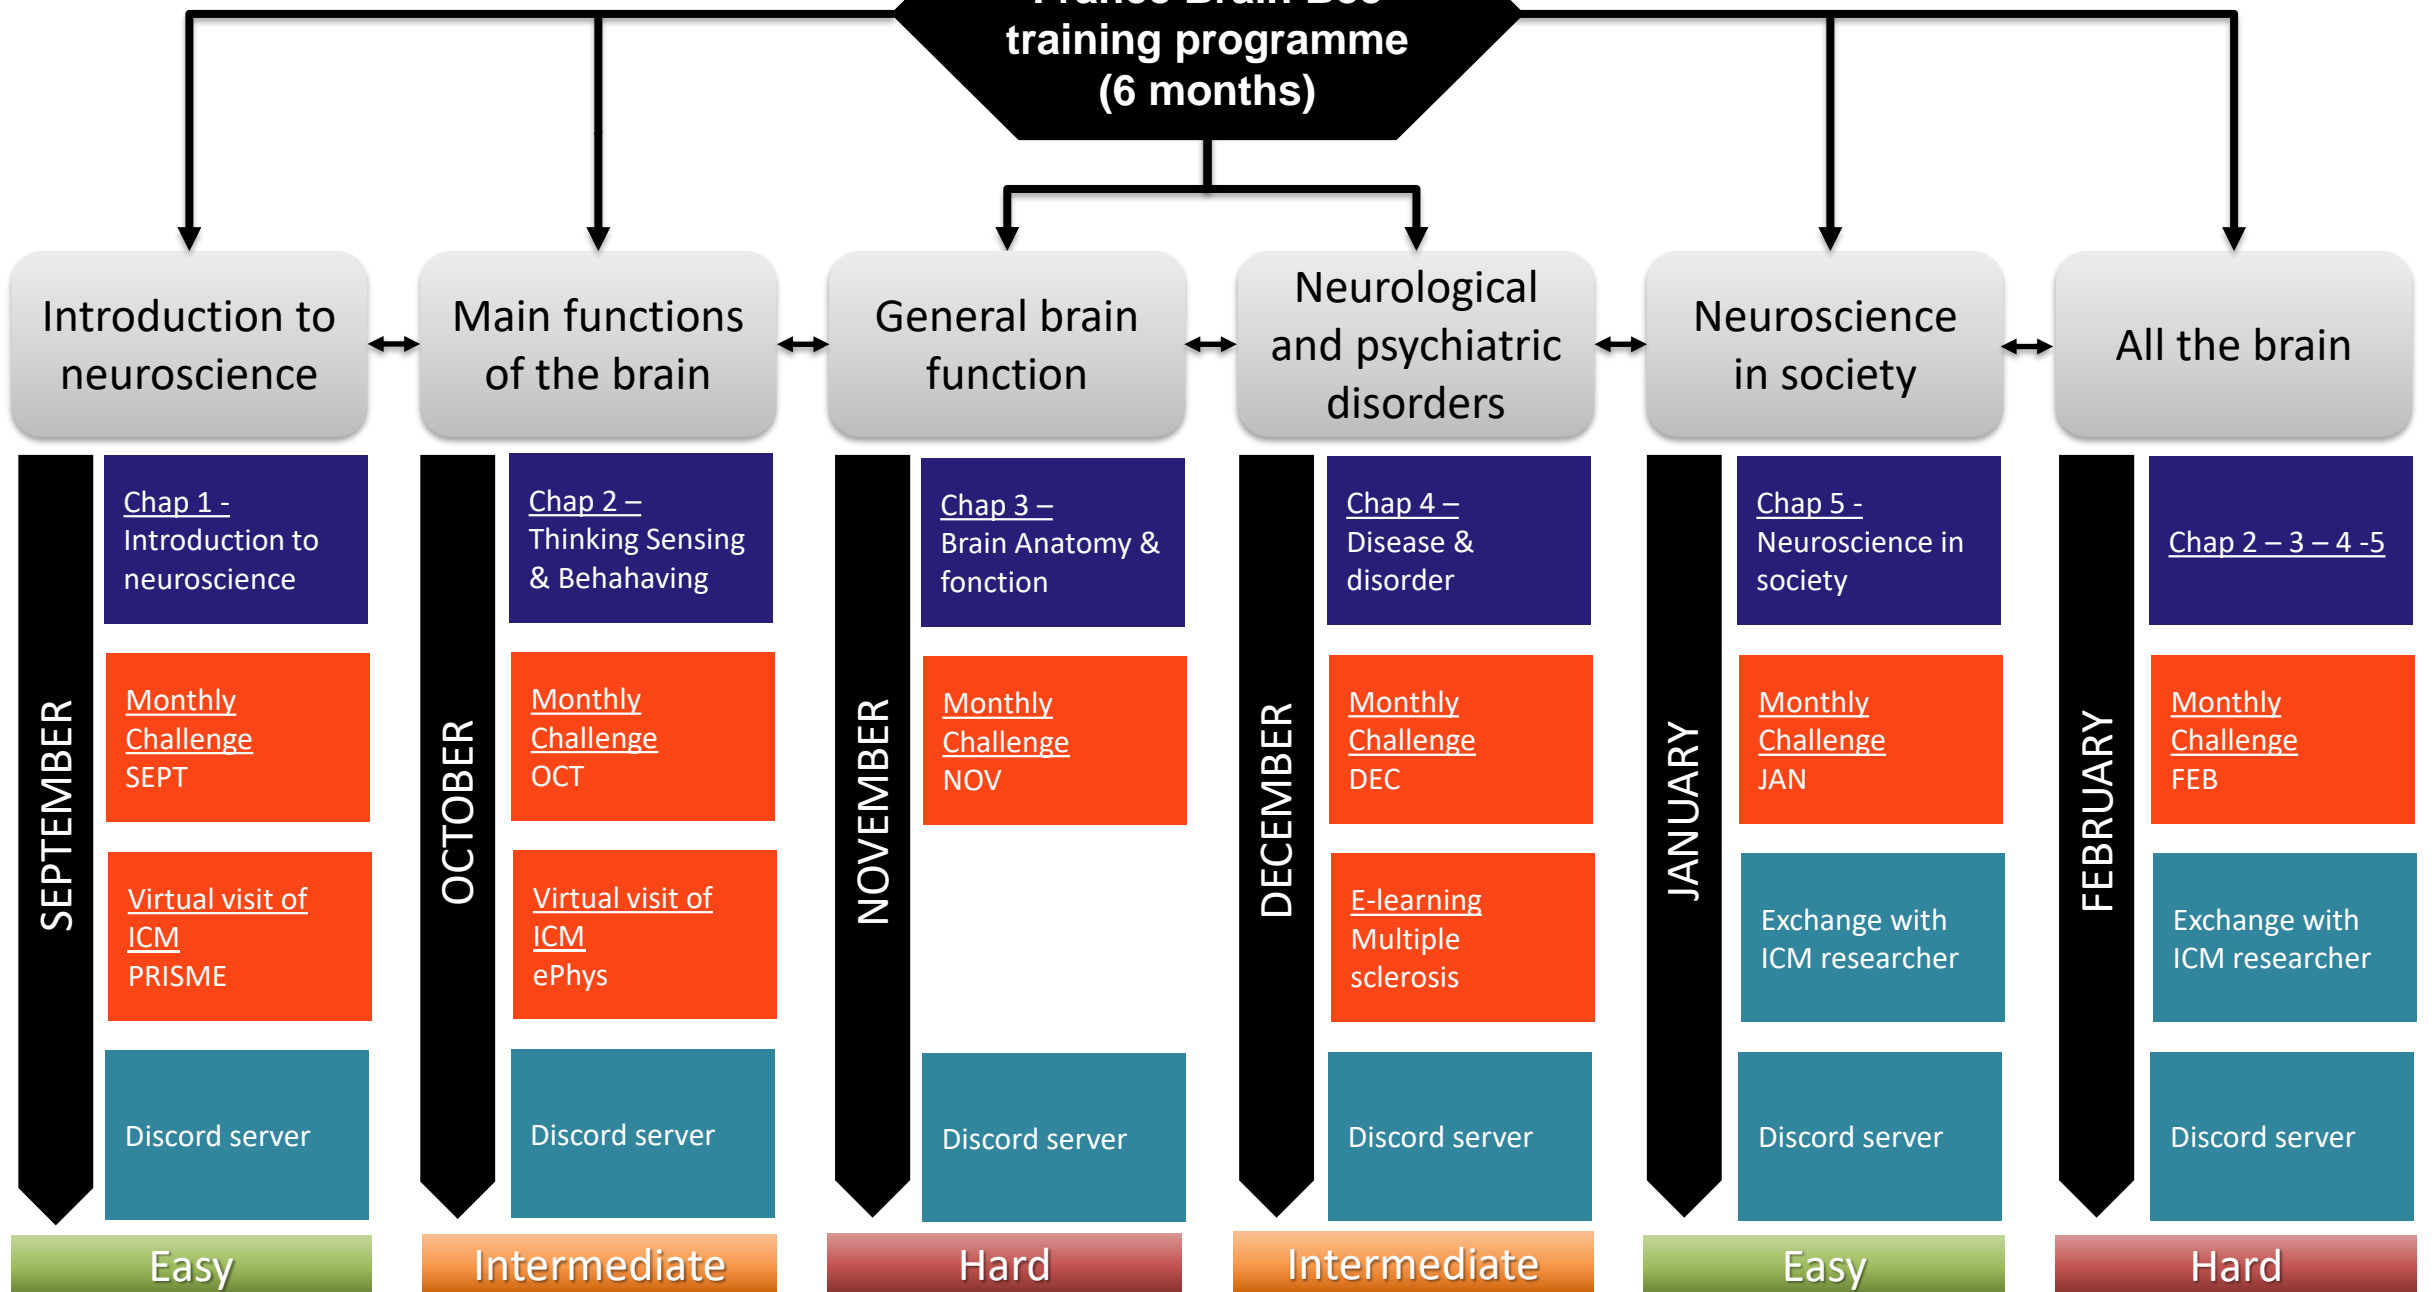 France Brain Bee
training programme
(6 months)
Introduction to
neuroscience
Main functions
of the brain
General brain
function
Neurological
and psychiatric
disorders
Neuroscience
in society
All the brain
SEPTEMBER
Chap 1 -
Introduction to
neuroscience
Monthly
Challenge
SEPT
Virtual visit of
ICM
PRISME
Discord server
Easy
OCTOBER
Chap 2 –
Thinking Sensing
& Behahaving
Monthly
Challenge
OCT
Virtual visit of
ICM
ePhys
Discord server
Intermediate
NOVEMBER
Chap 3 –
Brain Anatomy &
fonction
Monthly
Challenge
NOV
Discord server
Hard
DECEMBER
Chap 4 –
Disease &
disorder
Monthly
Challenge
DEC
E-learning
Multiple
sclerosis
Discord server
Intermediate
JANUARY
Chap 5 -
Neuroscience in
society
Monthly
Challenge
JAN
Exchange with
ICM researcher
Discord server
Easy
FEBRUARY
Chap 2 – 3 – 4 -5
Monthly
Challenge
FEB
Exchange with
ICM researcher
Discord server
Hard